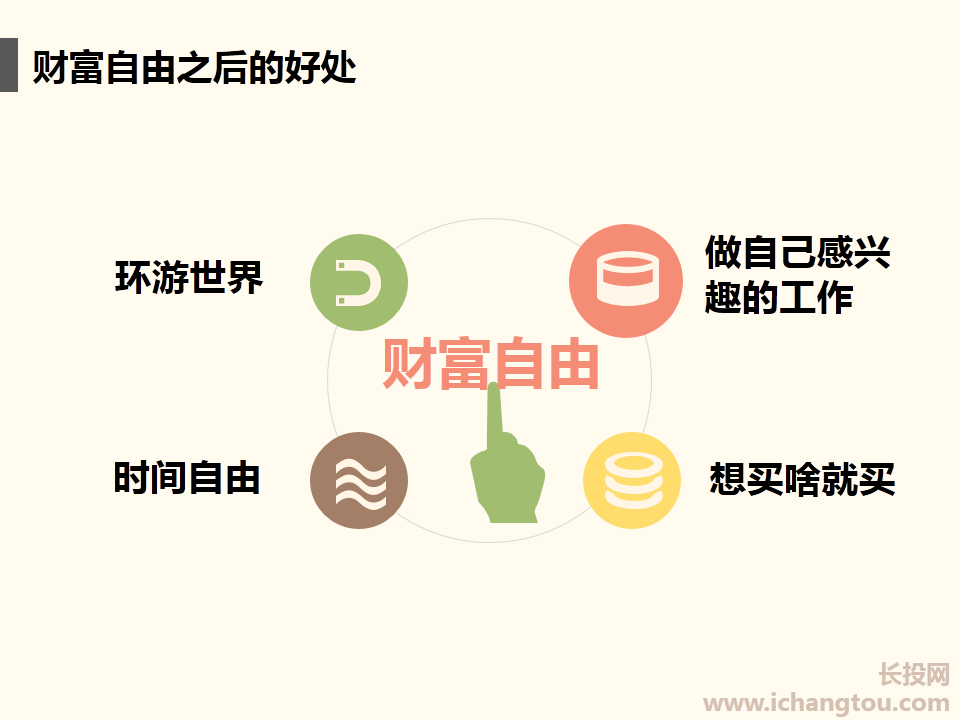 财富自由之后的好处
环游世界
做自己感兴
趣的工作
财富自由
时间自由
想买啥就买
长投网
www.ichangtou.com